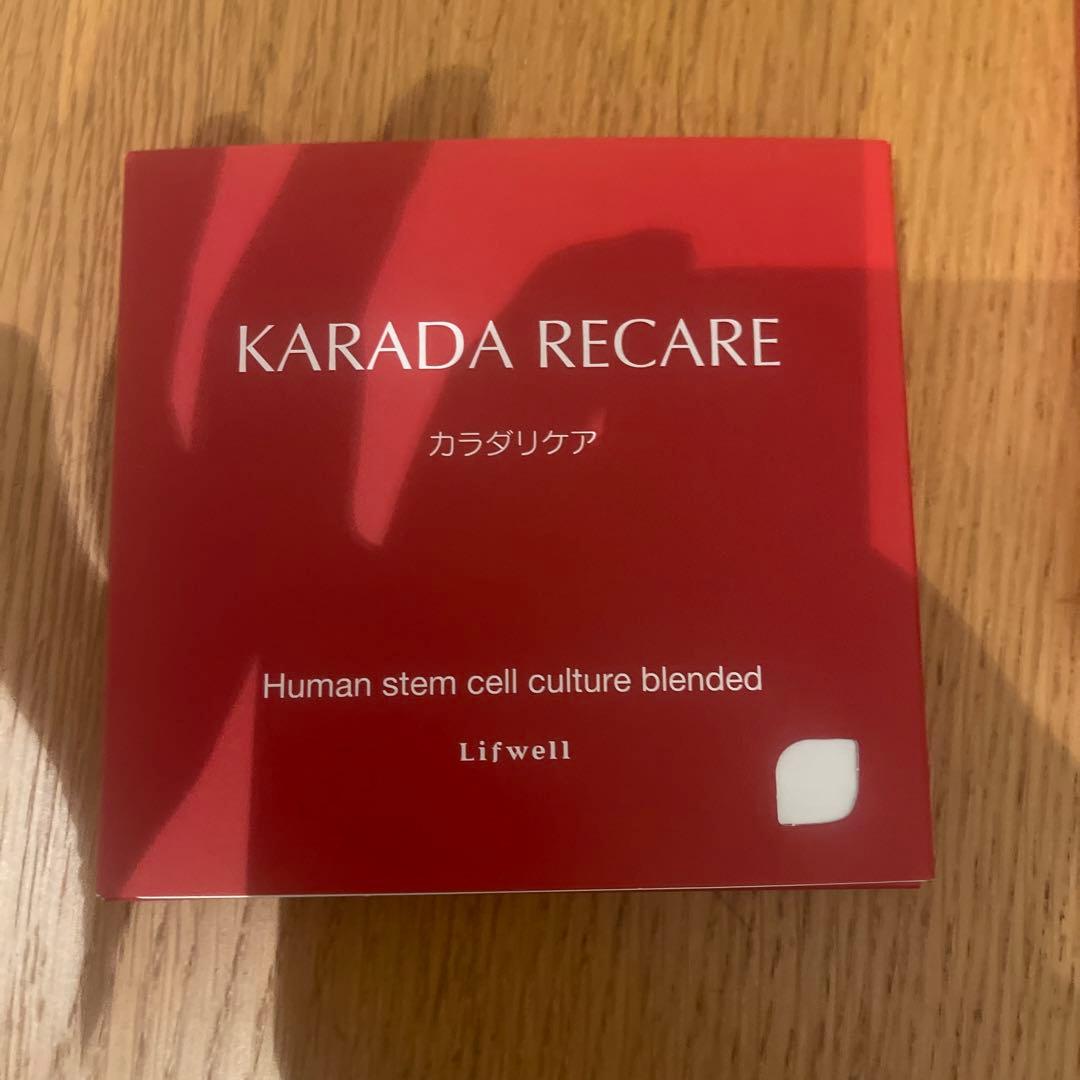 KARADA RECARE
カラダリケア
Human stem cell culture blended
Lifwell